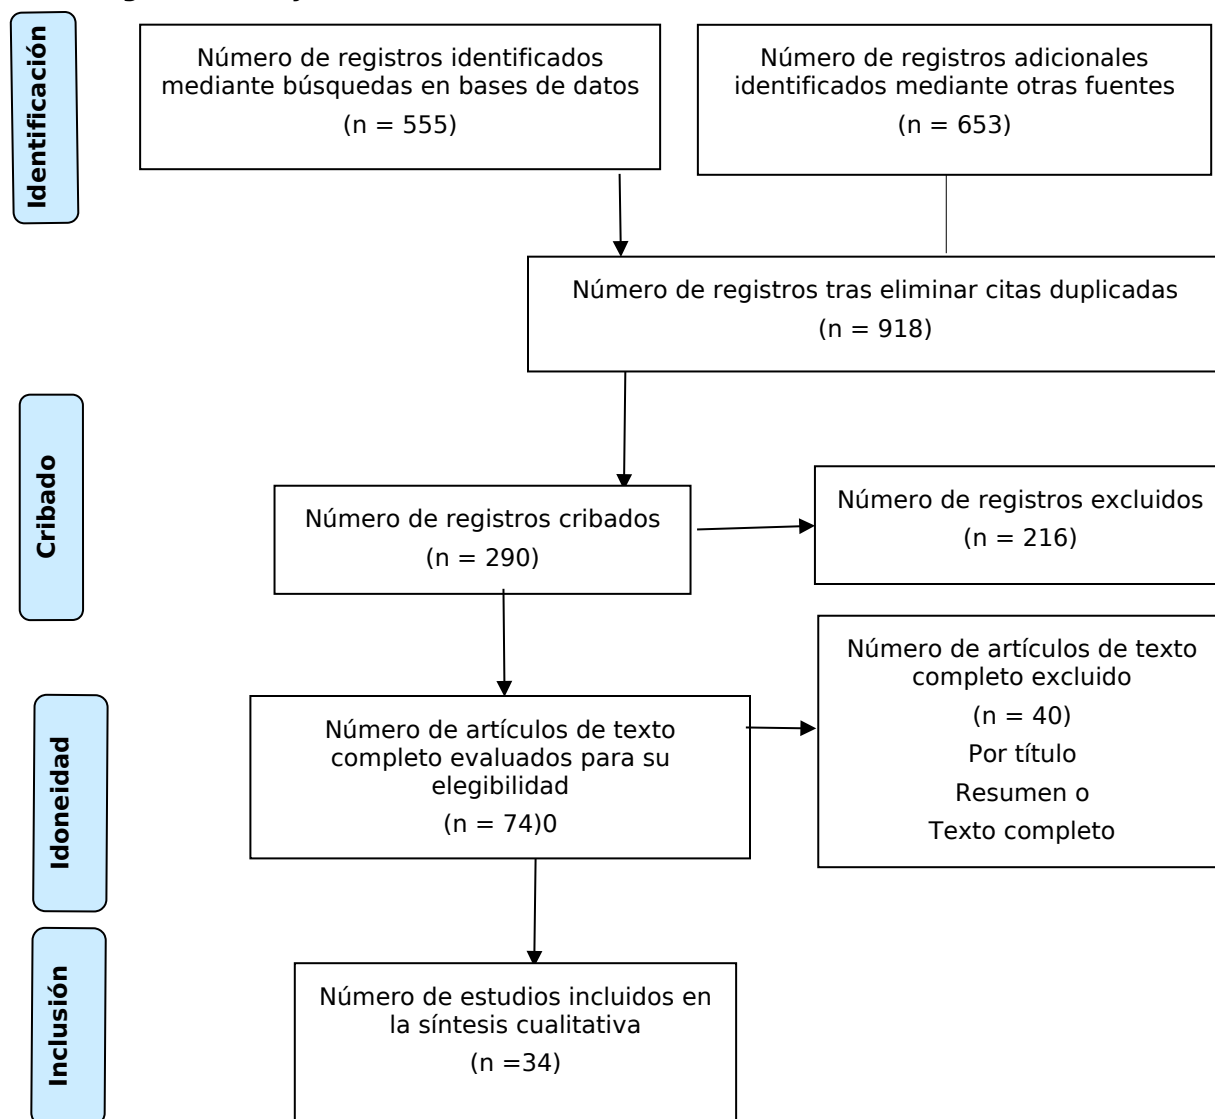 Identificación
Número de registros identificados
mediante búsquedas en bases de datos
(n = 555)
Número de registros adicionales
identificados mediante otras fuentes
(n = 653)
Número de registros tras eliminar citas duplicadas
(n = 918)
Cribado
Número de registros cribados
(n = 290)
Número de registros excluidos
(n = 216)
Idoneidad
Número de artículos de texto
completo evaluados para su
elegibilidad
(n = 74)0
Número de artículos de texto
completo excluido
(n = 40)
Por título
Resumen o
Texto completo
Inclusión
Número de estudios incluidos en
la síntesis cualitativa
(n =34)